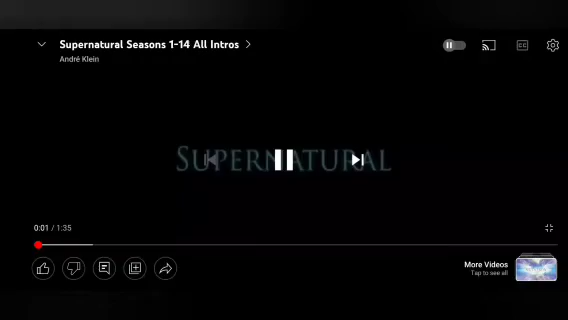 Supernatural Seasons 1-14 All Intros
André Klein
CC
SUPERNATURAL
0:01 / 1:35
More Videos
Tap to see all